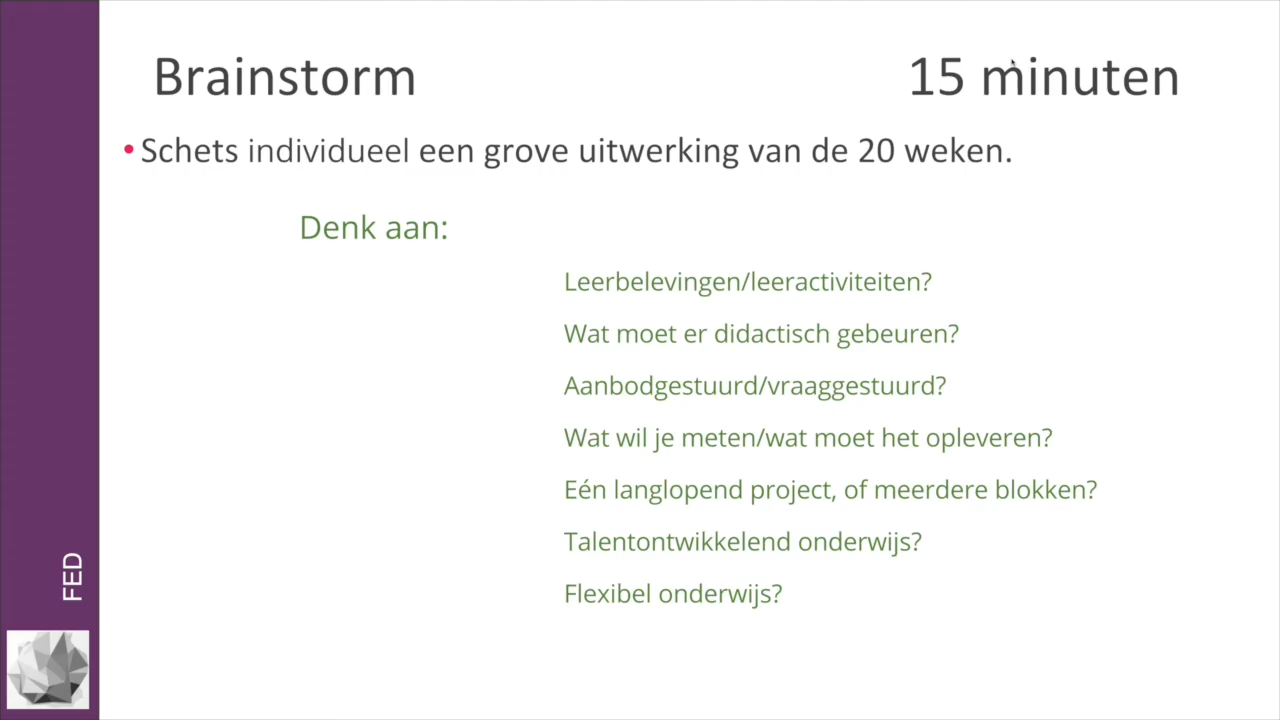 Brainstorm 15 minuten
• Schets individueel een grove uitwerking van de 20 weken.
Denk aan:
Leerbelevingen/leeractiviteiten?
Wat moet er didactisch gebeuren?
Aanbodgestuurd/vraaggestuurd?
Wat wil je meten/wat moet het opleveren?
Eén langlopend project, of meerdere blokken?
Talentontwikkelend onderwijs?
Flexibel onderwijs?
FED